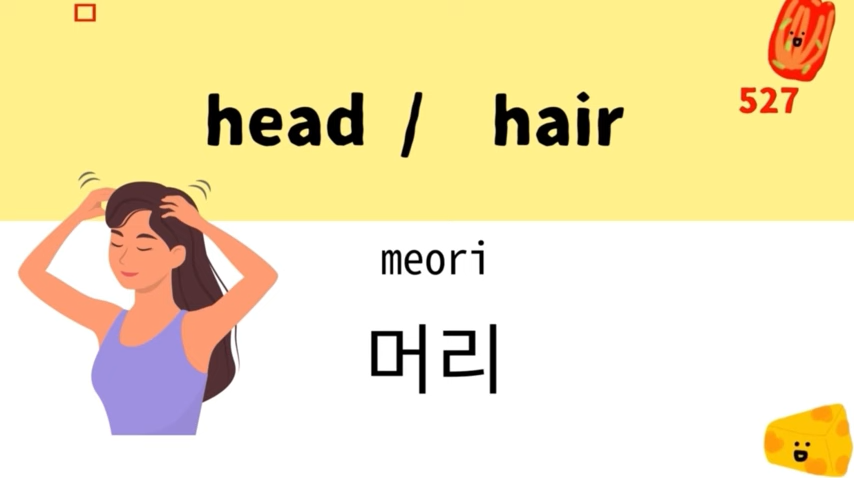 ㅁ
527
head / hair
meori
머리